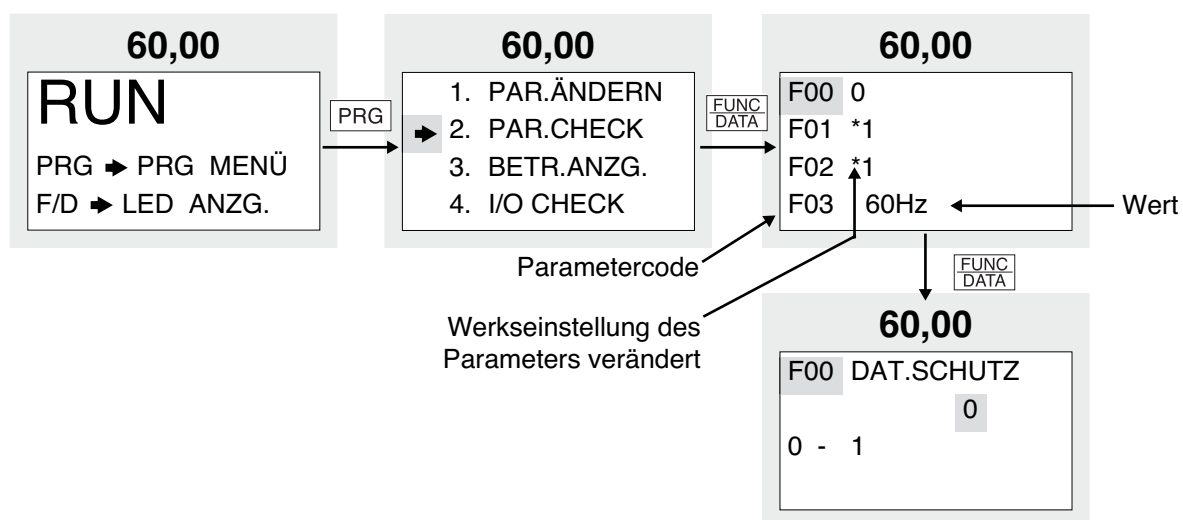 60,00
RUN
PRG ➔ PRG MENÜ
F/D ➔ LED ANZG.
PRG
60,00
1. PAR.ÄNDERN
➔ 2. PAR.CHECK
3. BETR.ANZG.
4. I/O CHECK
FUNC
DATA
60,00
F00 0
F01 *1
F02 *1
F03 60Hz
Wert
Parametercode
Werkseinstellung des
Parameters verändert
FUNC
DATA
60,00
F00 DAT.SCHUTZ
0
0 - 1